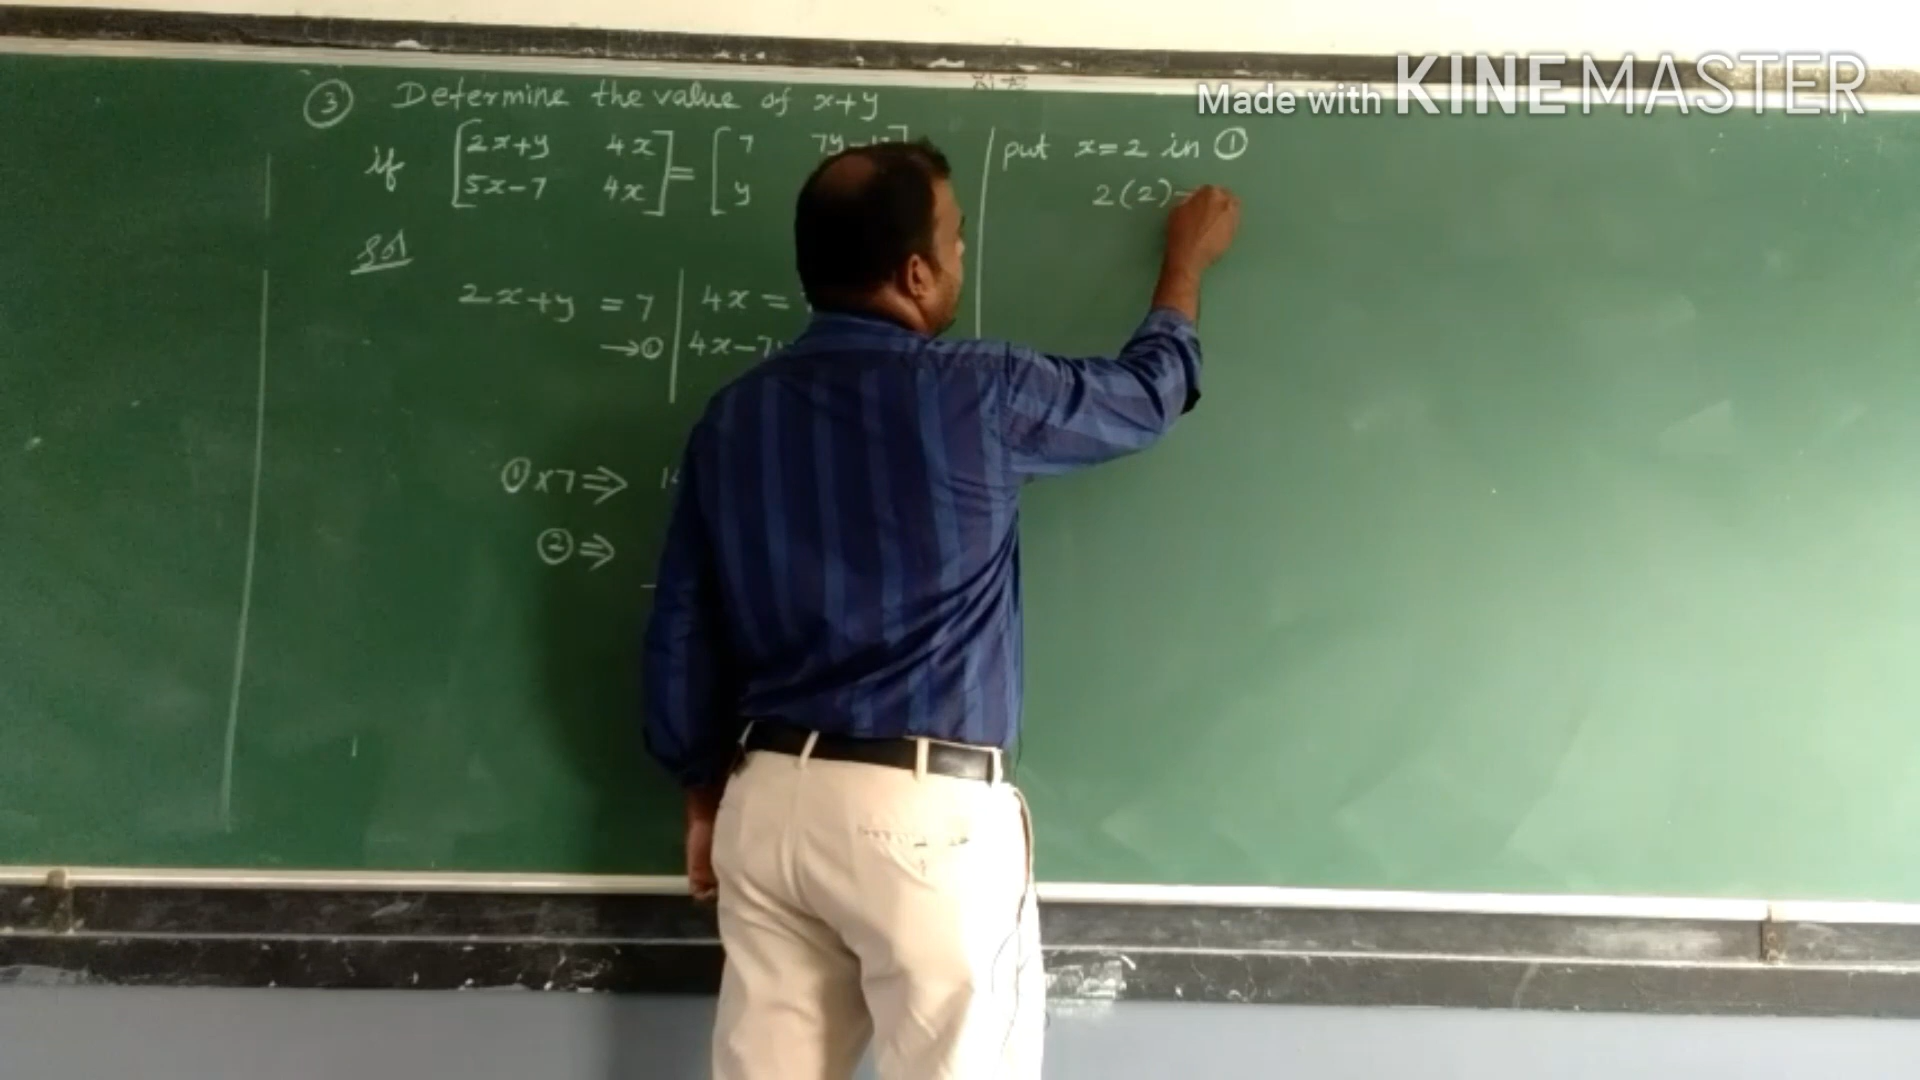 Made with KINEMASTER
③ Determine the value of x+y
if [2x+y 4x] = [7 7y-
[5x-7 4x] [y
Sol
2x+y = 7 | 4x =
→① | 4x-7
①x7⇒
②⇒
put x=2 in ①
2(2)